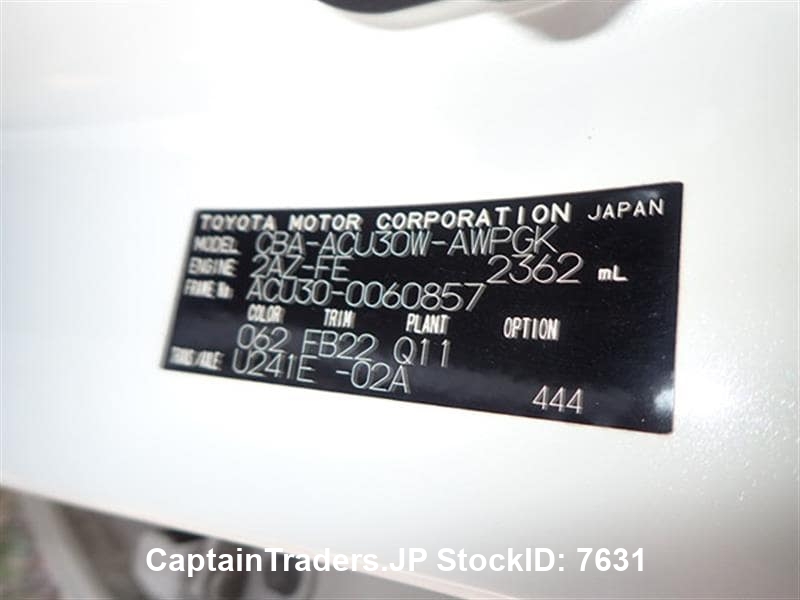 TOYOTA MOTOR CORPORATION JAPAN
MODEL CBA-ACU30W-AWPGK
ENGINE 2AZ-FE 2362 mL
FRAME No. ACU30-0060857
COLOR TRIM PLANT OPTION
062 FB22 Q11
TRANS/AXLE U241E -02A
444
CaptainTraders.JP StockID: 7631